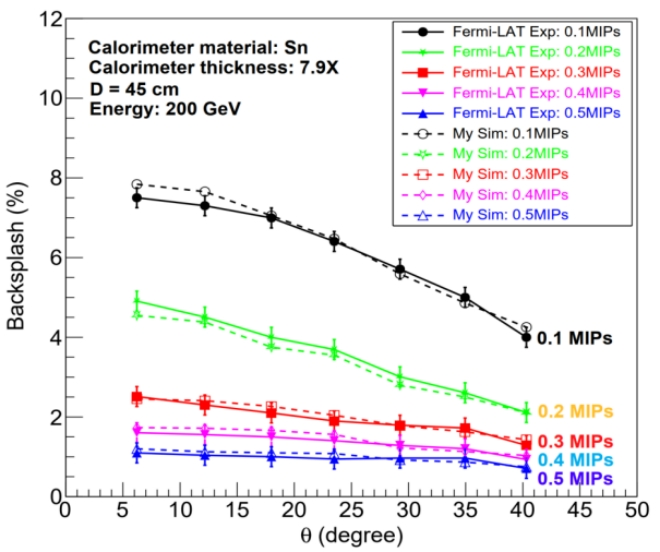 12
10
8
6
4
2
0
Backsplash (%)
Calorimeter material: Sn
Calorimeter thickness: 7.9X
D = 45 cm
Energy: 200 GeV
Fermi-LAT Exp: 0.1MIPs
Fermi-LAT Exp: 0.2MIPs
Fermi-LAT Exp: 0.3MIPs
Fermi-LAT Exp: 0.4MIPs
Fermi-LAT Exp: 0.5MIPs
My Sim: 0.1MIPs
My Sim: 0.2MIPs
My Sim: 0.3MIPs
My Sim: 0.4MIPs
My Sim: 0.5MIPs
0.1 MIPs
0.2 MIPs
0.3 MIPs
0.4 MIPs
0.5 MIPs
0 5 10 15 20 25 30 35 40 45 50
θ (degree)